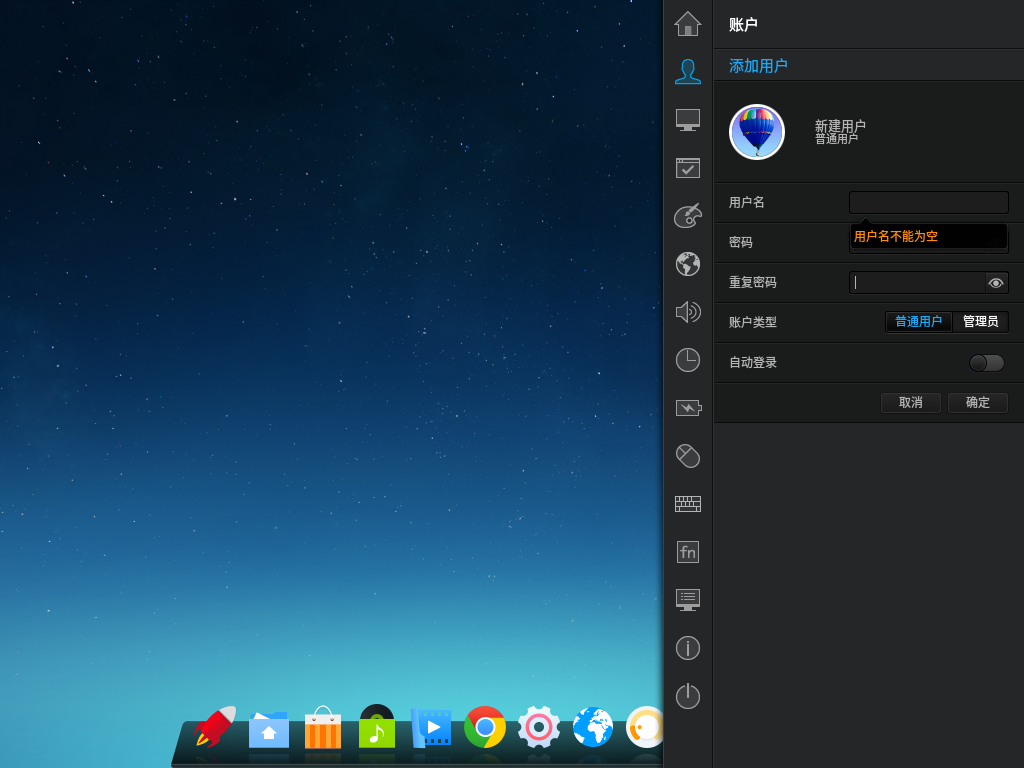 账户
添加用户
新建用户
普通用户
用户名
用户名不能为空
密码
重复密码
账户类型
普通用户 管理员
自动登录
取消 确定
fn